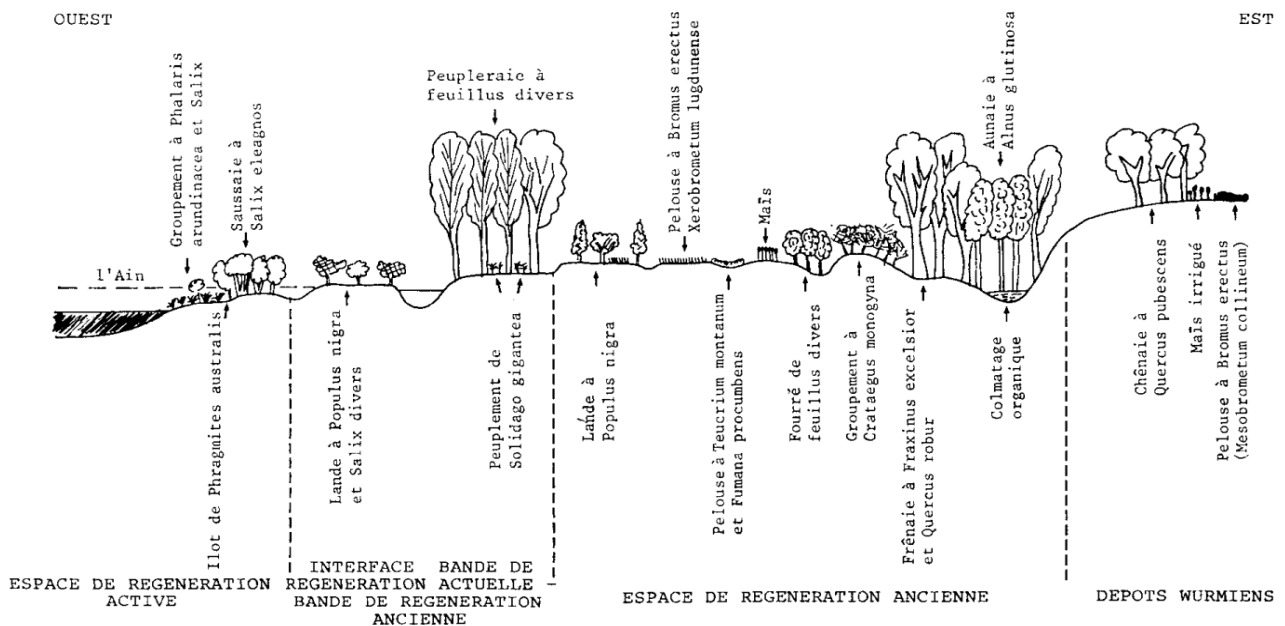 OUEST
EST
Groupement à Phalaris
arundinacea et Salix
Saussaie à
Salix eleagnos
Peupleraie à
feuillus divers
Pelouse à Bromus erectus
Xerobrometum lugdunense
Maïs
Aunaie à
Alnus glutinosa
l'Ain
Ilot de Phragmites australis
Lande à Populus nigra
et Salix divers
Peuplement de
Solidago gigantea
Lande à
Populus nigra
Pelouse à Teucrium montanum
et Fumana procumbens
Fourré de
feuillus divers
Groupement à
Crataegus monogyna
Frênaie à Fraxinus excelsior
et Quercus robur
Colmatage
organique
Chênaie à
Quercus pubescens
Maïs irrigué
Pelouse à Bromus erectus
(Mesobrometum collineum)
ESPACE DE REGENERATION
ACTIVE
INTERFACE BANDE DE
REGENERATION ACTUELLE -
BANDE DE REGENERATION
ANCIENNE
ESPACE DE REGENERATION ANCIENNE
DEPOTS WURMIENS